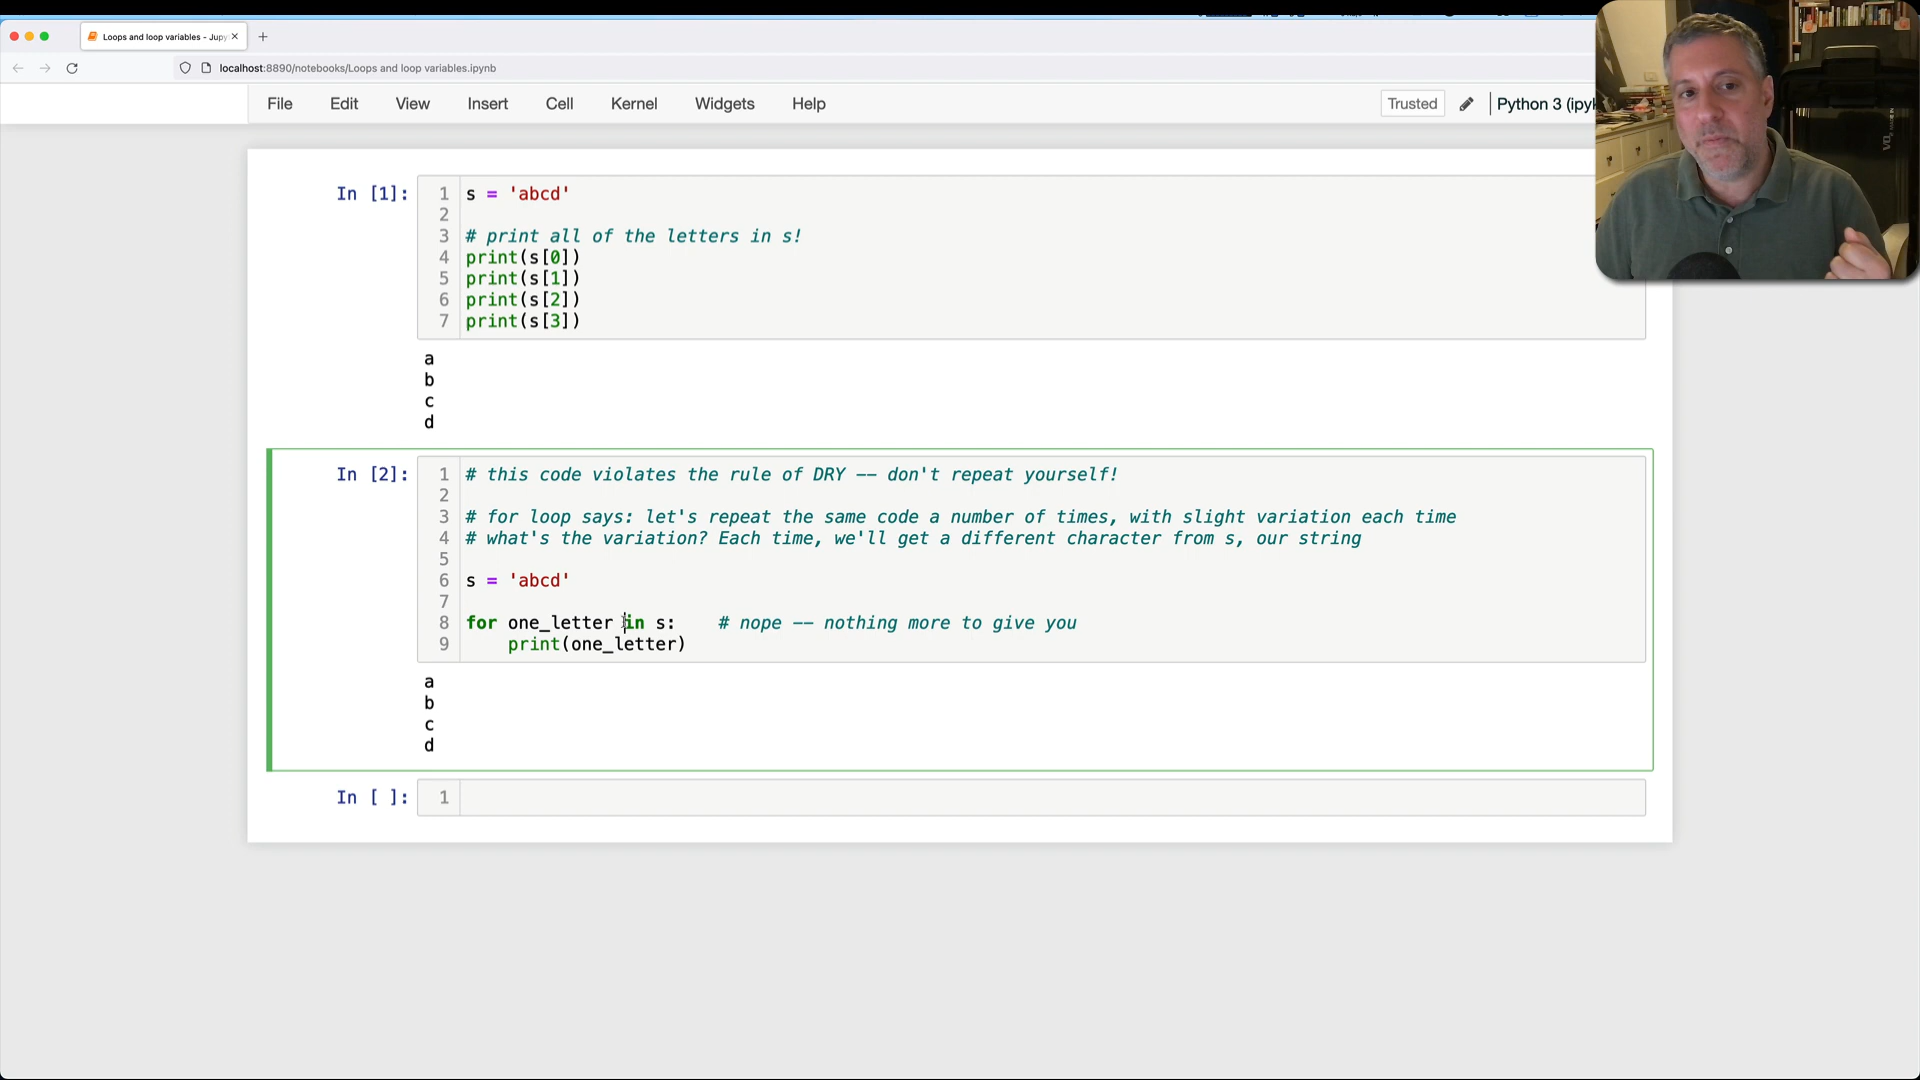 Loops and loop variables - Jupy
localhost:8890/notebooks/Loops and loop variables.ipynb
File Edit View Insert Cell Kernel Widgets Help Trusted Python 3 (ipyk
In [1]:
1 s = 'abcd'
2
3 # print all of the letters in s!
4 print(s[0])
5 print(s[1])
6 print(s[2])
7 print(s[3])
a
b
c
d
In [2]:
1 # this code violates the rule of DRY -- don't repeat yourself!
2
3 # for loop says: let's repeat the same code a number of times, with slight variation each time
4 # what's the variation? Each time, we'll get a different character from s, our string
5
6 s = 'abcd'
7
8 for one_letter in s: # nope -- nothing more to give you
9 print(one_letter)
a
b
c
d
In [ ]:
1